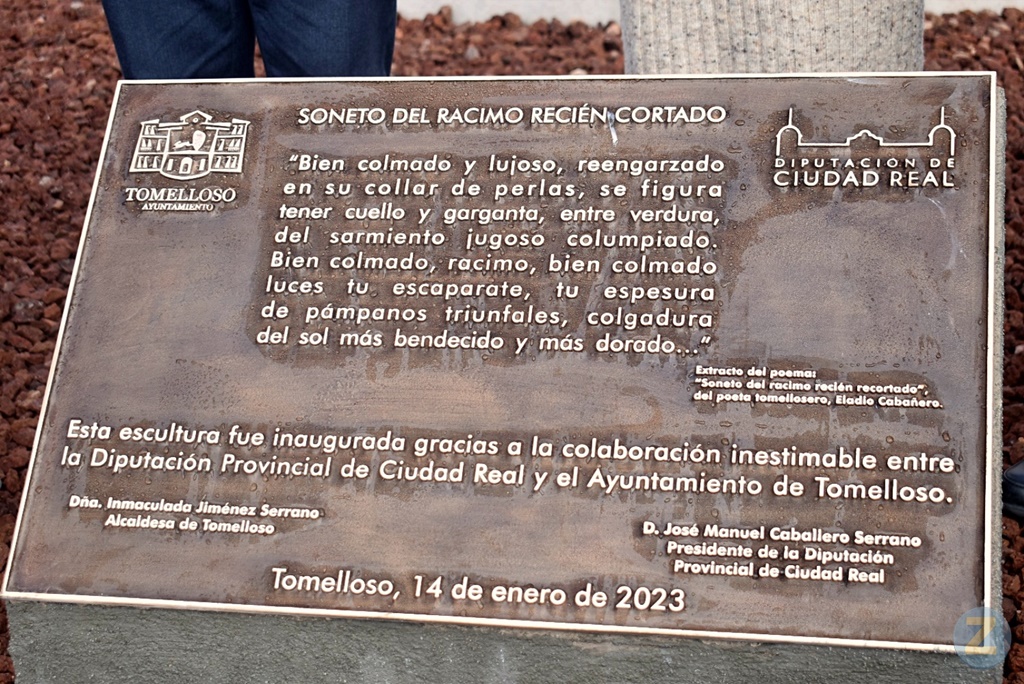 SONETO DEL RACIMO RECIÉN CORTADO
TOMELLOSO
AYUNTAMIENTO
DIPUTACIÓN DE
CIUDAD REAL
“Bien colmado y lujoso, reengarzado
en su collar de perlas, se figura
tener cuello y garganta, entre verdura,
del sarmiento jugoso columpiado.
Bien colmado, racimo, bien colmado
luces tu escaparate, tu espesura
de pámpanos triunfales, colgadura
del sol más bendecido y más dorado...”
Extracto del poema:
“Soneto del racimo recién recortado”,
del poeta tomellosero, Eladio Cabañero.
Esta escultura fue inaugurada gracias a la colaboración inestimable entre
la Diputación Provincial de Ciudad Real y el Ayuntamiento de Tomelloso.
Dña. Inmaculada Jiménez Serrano
Alcaldesa de Tomelloso
D. José Manuel Caballero Serrano
Presidente de la Diputación
Provincial de Ciudad Real
Tomelloso, 14 de enero de 2023
Z